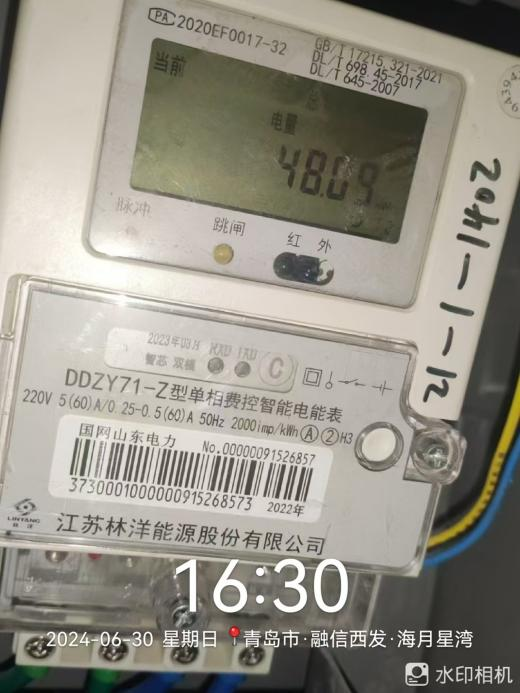 PA 2020EF0017-32
GB/T 17215.321-2021
DL/T 698.45-2017
DL/T 645-2007
当前
总
电量
48.09
脉冲
跳闸
红 外
12-1-1402
2023年03月 RXD TXD
智芯 双模
C
DDZY71-Z型单相费控智能电能表
220V 5(60)A/0.25-0.5(60)A 50Hz 2000imp/kWh Ⓐ ② H3
国网山东电力 No.00000091526857
3730001000000915268573 2022年
LINYANG
林洋
江苏林洋能源股份有限公司
16:30
2024-06-30 星期日 青岛市·融信西发·海月星湾
水印相机